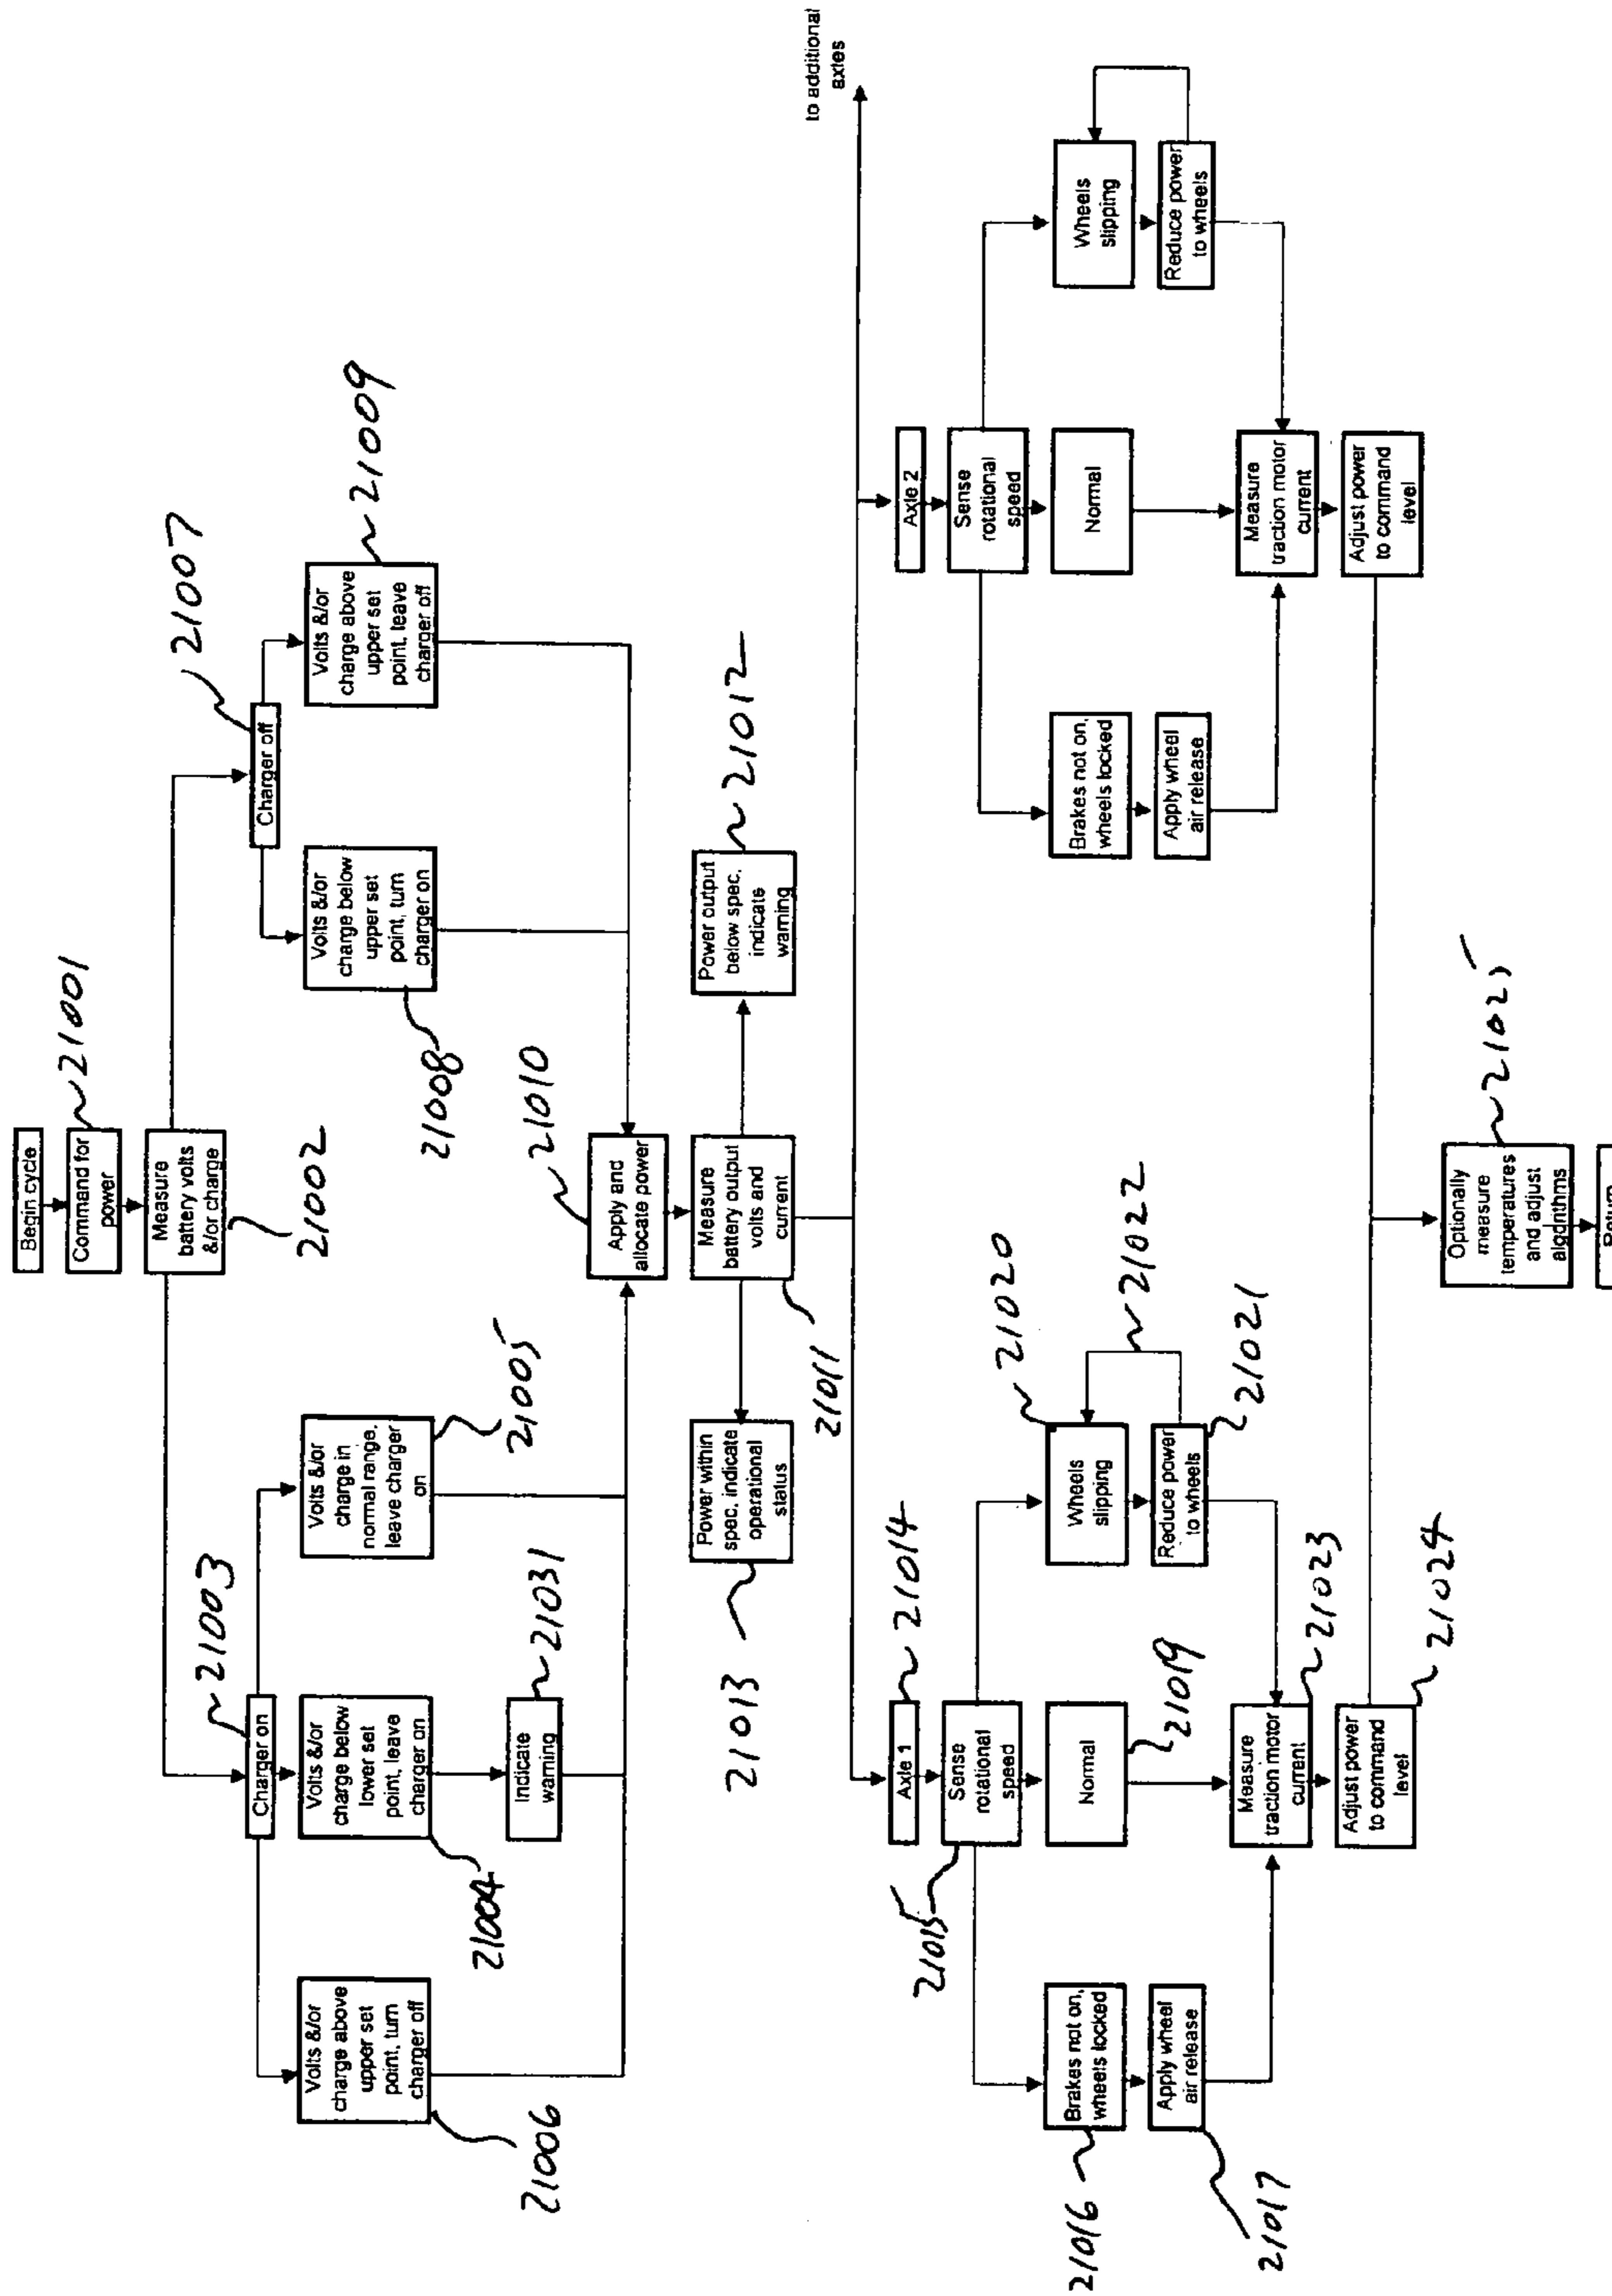 Begin cycle
Command for
power
21001
Measure
battery volts
&/or charge
21002
Charger on
21003
Charger off
21007
Volts &/or
charge above
upper set
point, turn
charger off
21006
Volts &/or
charge below
lower set
point, leave
charger on
21004
Volts &/or
charge in
normal range,
leave charger
on
21005
Volts &/or
charge below
upper set
point, turn
charger on
21008
Volts &/or
charge above
upper set
point, leave
charger off
21009
Indicate
warning
21031
Apply and
allocate power
21010
Power within
spec, indicate
operational
status
21013
Measure
battery output
volts and
current
21011
Power output
below spec,
indicate
warning
21012
to additional
axles
Axle 1
21014
Sense
rotational
speed
21015
Brakes not on,
wheels locked
21016
Apply wheel
air release
21017
Normal
21019
Wheels
slipping
21020
Reduce power
to wheels
21021
21022
Measure
traction motor
current
21023
Adjust power
to command
level
21024
Axle 2
Sense
rotational
speed
Brakes not on,
wheels locked
Apply wheel
air release
Normal
Wheels
slipping
Reduce power
to wheels
Measure
traction motor
current
Adjust power
to command
level
Optionally
measure
temperatures
and adjust
algorithms
21025
Return